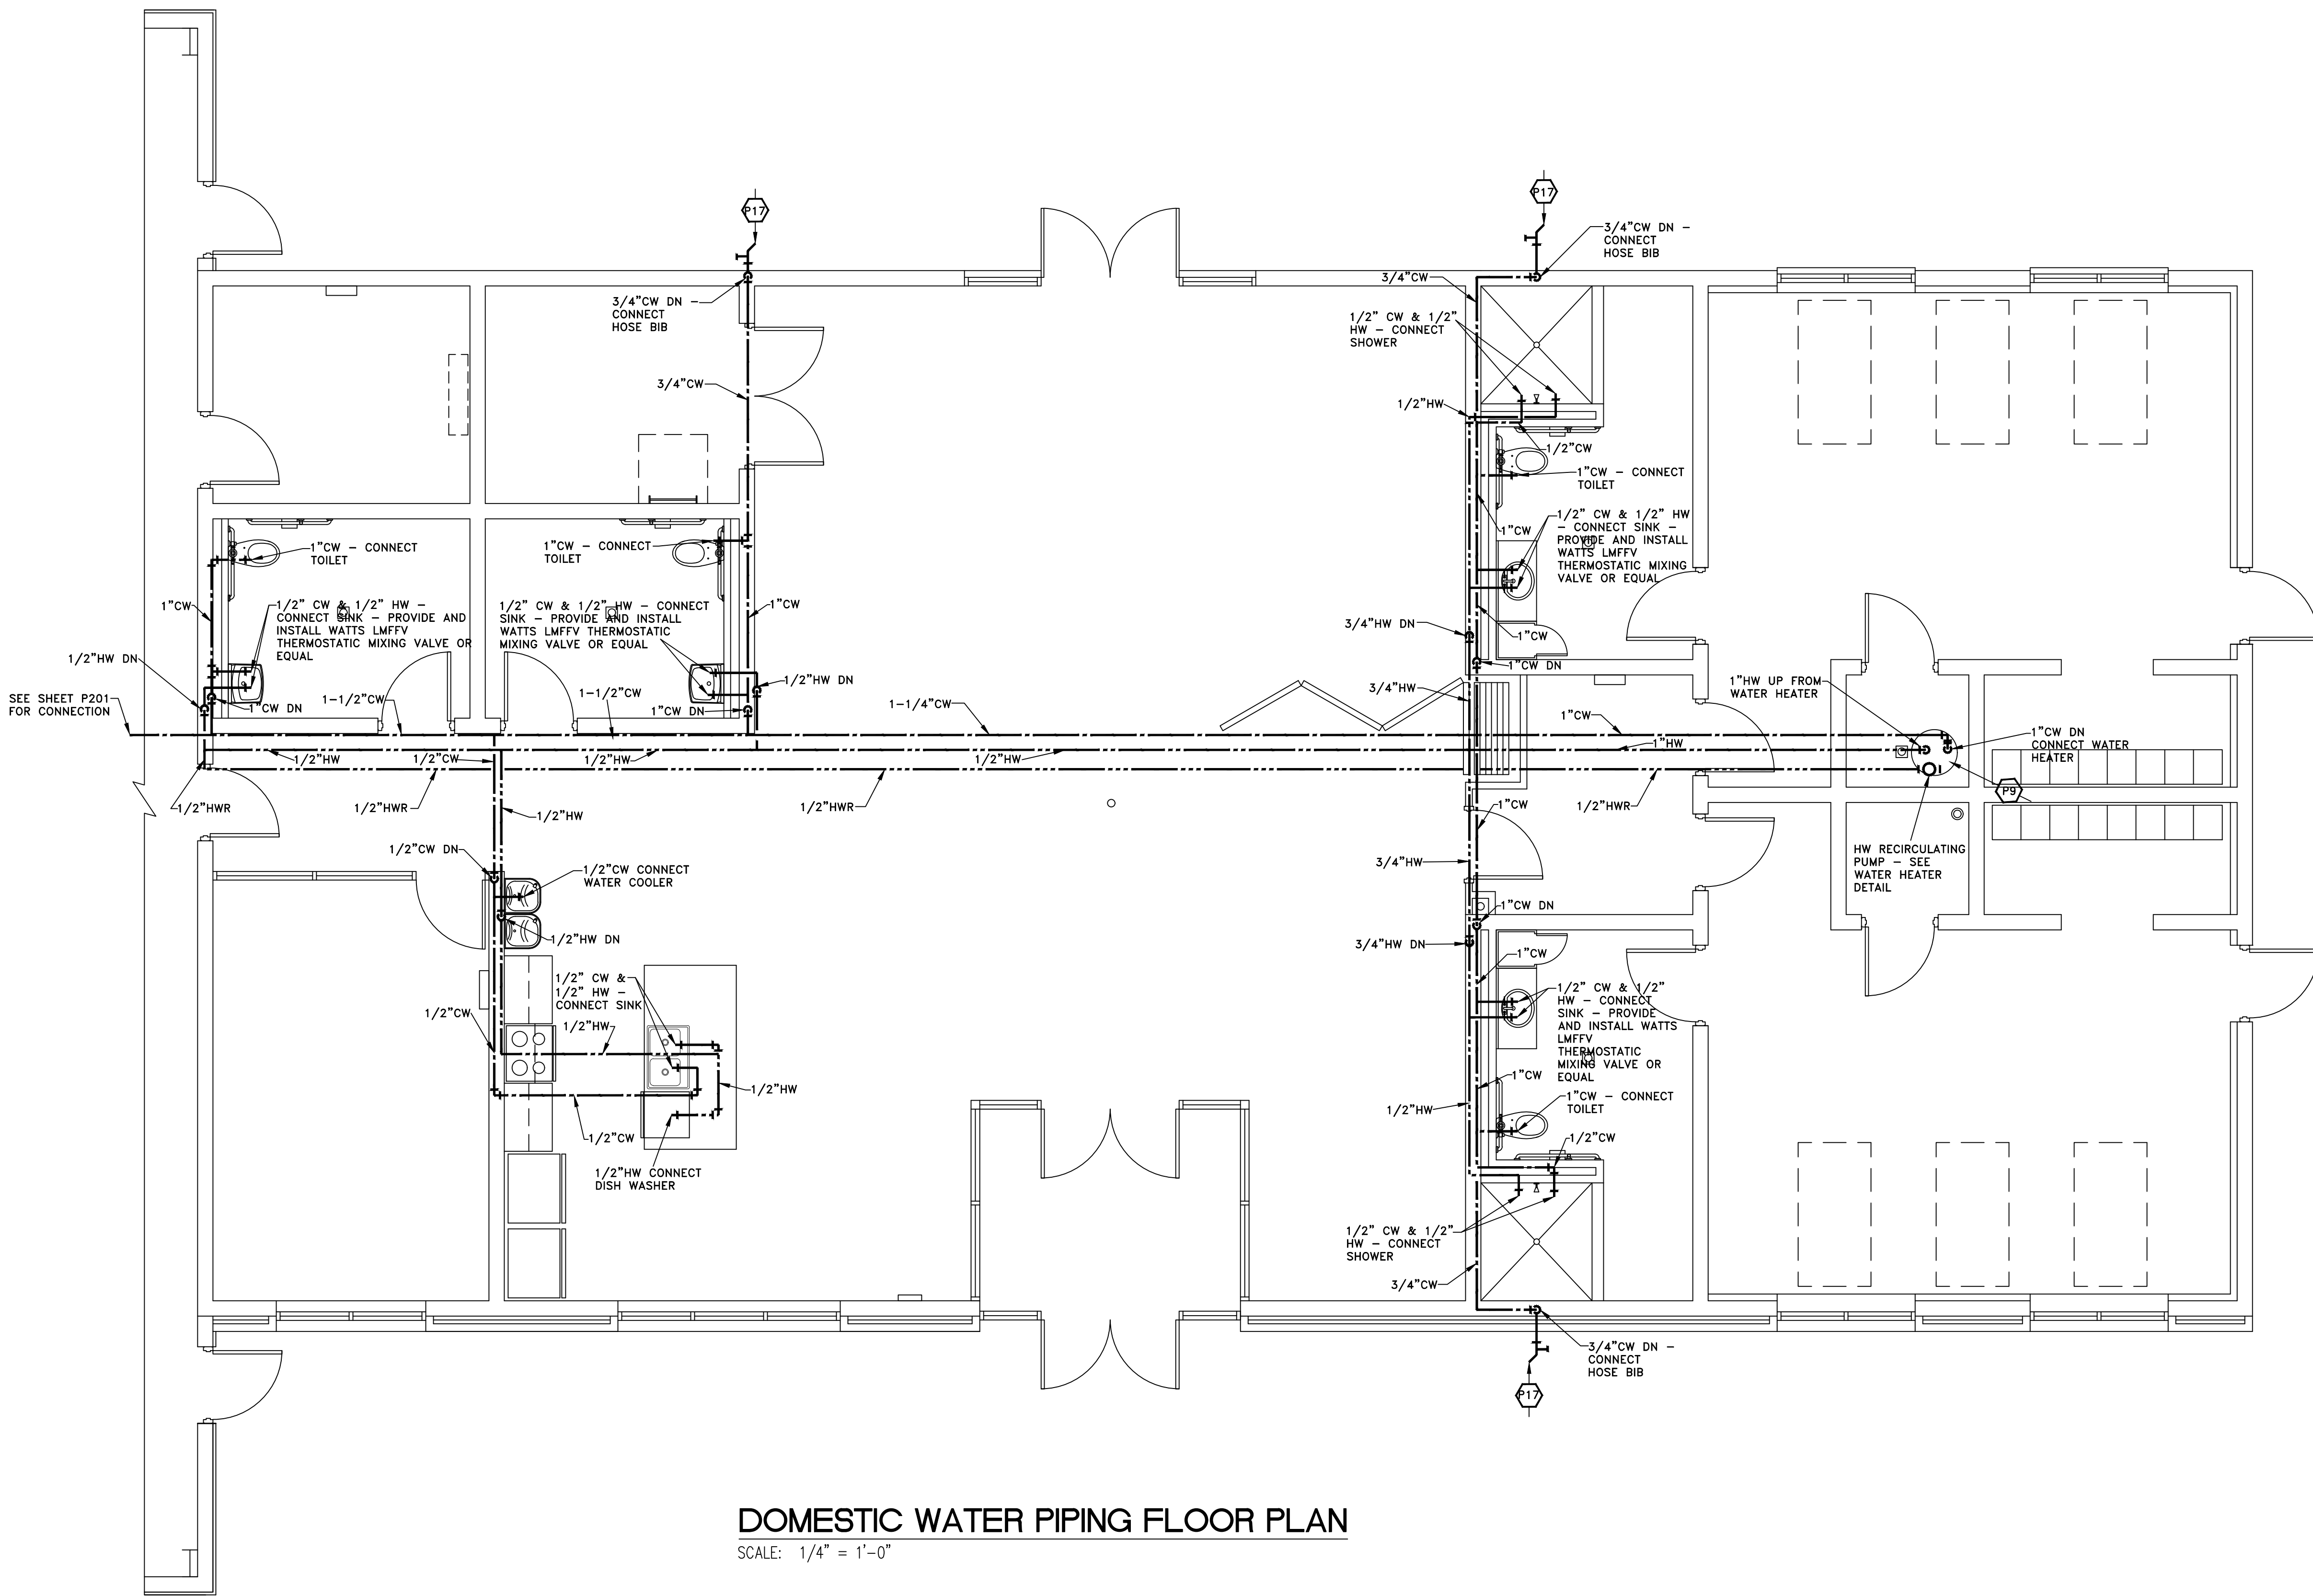 P17
P17
3/4"CW DN –
CONNECT
HOSE BIB
3/4"CW
3/4"CW DN –
CONNECT
HOSE BIB
1/2" CW & 1/2"
HW – CONNECT
SHOWER
3/4"CW
1/2"HW
1/2"CW
1"CW – CONNECT
TOILET
1"CW
1/2" CW & 1/2" HW
– CONNECT SINK –
PROVIDE AND INSTALL
WATTS LMFFV
THERMOSTATIC MIXING
VALVE OR EQUAL
1"CW – CONNECT
TOILET
1"CW – CONNECT
TOILET
1"CW
1/2" CW & 1/2" HW –
CONNECT SINK – PROVIDE AND
INSTALL WATTS LMFFV
THERMOSTATIC MIXING VALVE OR
EQUAL
1/2" CW & 1/2" HW – CONNECT
SINK – PROVIDE AND INSTALL
WATTS LMFFV THERMOSTATIC
MIXING VALVE OR EQUAL
1"CW
3/4"HW DN
1"CW
1"CW DN
1/2"HW DN
SEE SHEET P201
FOR CONNECTION
1"CW DN
1-1/2"CW
1-1/2"CW
1"CW DN
1/2"HW DN
1-1/4"CW
3/4"HW
1"CW
1"HW UP FROM
WATER HEATER
1"CW DN
CONNECT WATER
HEATER
1/2"HW
1/2"CW
1/2"HW
1/2"HW
1"HW
1/2"HWR
1/2"HWR
1/2"HWR
1/2"HWR
1"CW
P9
1/2"HW
1/2"CW DN
1/2"CW CONNECT
WATER COOLER
3/4"HW
HW RECIRCULATING
PUMP – SEE
WATER HEATER
DETAIL
1"CW DN
1/2"HW DN
3/4"HW DN
1"CW
1/2" CW &
1/2" HW –
CONNECT SINK
1/2"CW
1/2"HW
1/2" CW & 1/2"
HW – CONNECT
SINK – PROVIDE
AND INSTALL WATTS
LMFFV
THERMOSTATIC
MIXING VALVE OR
EQUAL
1"CW
1/2"HW
1"CW – CONNECT
TOILET
1/2"HW
1/2"CW
1/2"CW
1/2"HW CONNECT
DISH WASHER
1/2" CW & 1/2"
HW – CONNECT
SHOWER
3/4"CW
3/4"CW DN –
CONNECT
HOSE BIB
P17
DOMESTIC WATER PIPING FLOOR PLAN
SCALE: 1/4" = 1'-0"